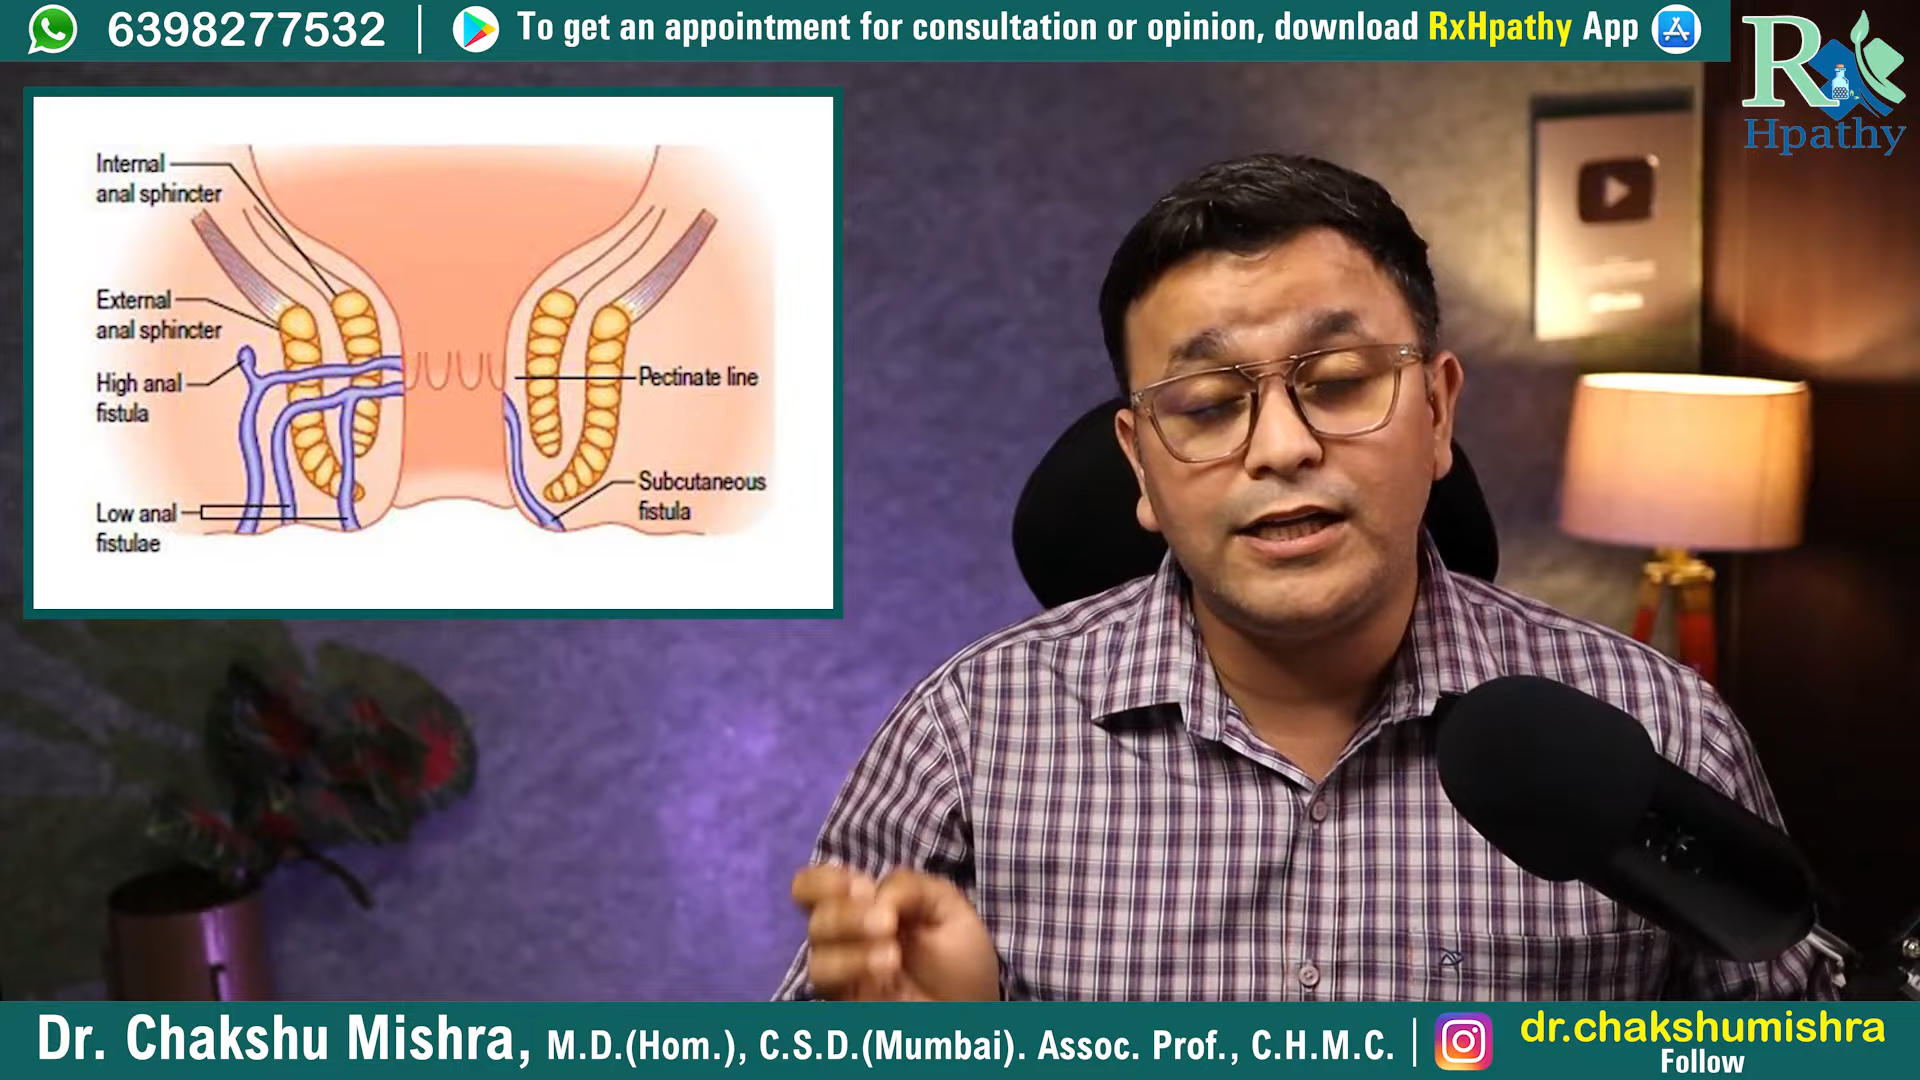 6398277532 | To get an appointment for consultation or opinion, download RxHpathy App
Rx
Hpathy
Internal
anal sphincter
External
anal sphincter
High anal
fistula
Low anal
fistulae
Pectinate line
Subcutaneous
fistula
Dr. Chakshu Mishra, M.D.(Hom.), C.S.D.(Mumbai). Assoc. Prof., C.H.M.C. | dr.chakshumishra
Follow